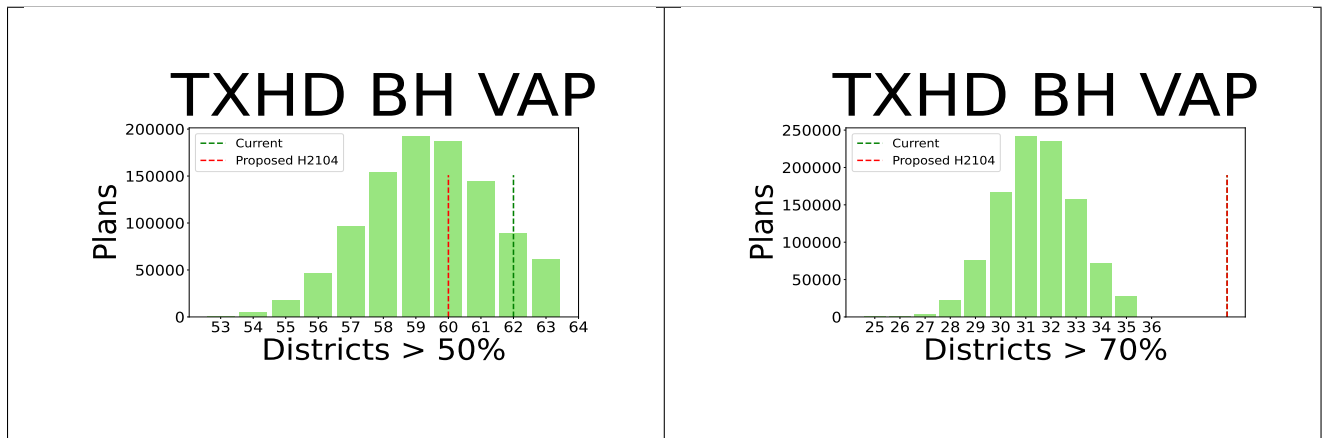 TXHD BH VAP
200000
Current
Proposed H2104
150000
100000
50000
0
Plans
53 54 55 56 57 58 59 60 61 62 63 64
Districts > 50%
TXHD BH VAP
250000
Current
Proposed H2104
200000
150000
100000
50000
0
Plans
25 26 27 28 29 30 31 32 33 34 35 36
Districts > 70%